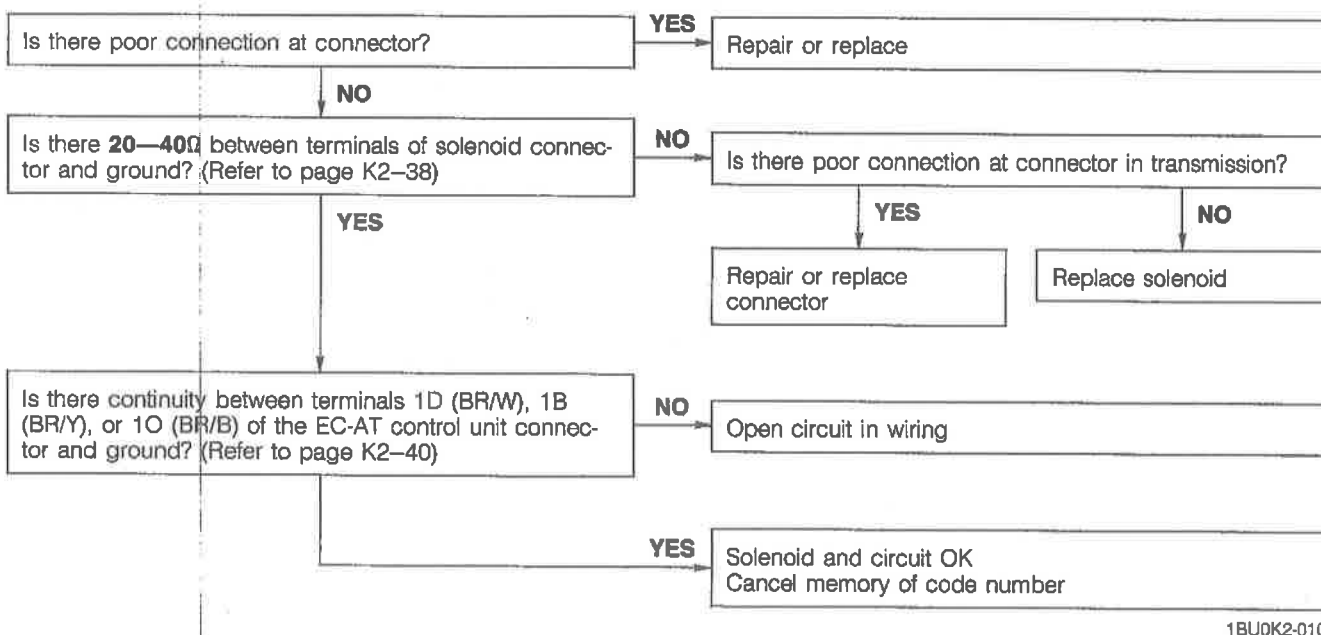 Is there poor connection at connector?
YES
Repair or replace
NO
Is there 20—40Ω between terminals of solenoid connec-
tor and ground? (Refer to page K2–38)
NO
Is there poor connection at connector in transmission?
YES
YES
NO
Repair or replace
connector
Replace solenoid
Is there continuity between terminals 1D (BR/W), 1B
(BR/Y), or 1O (BR/B) of the EC-AT control unit connec-
tor and ground? (Refer to page K2–40)
NO
Open circuit in wiring
YES
Solenoid and circuit OK
Cancel memory of code number
1BU0K2-010